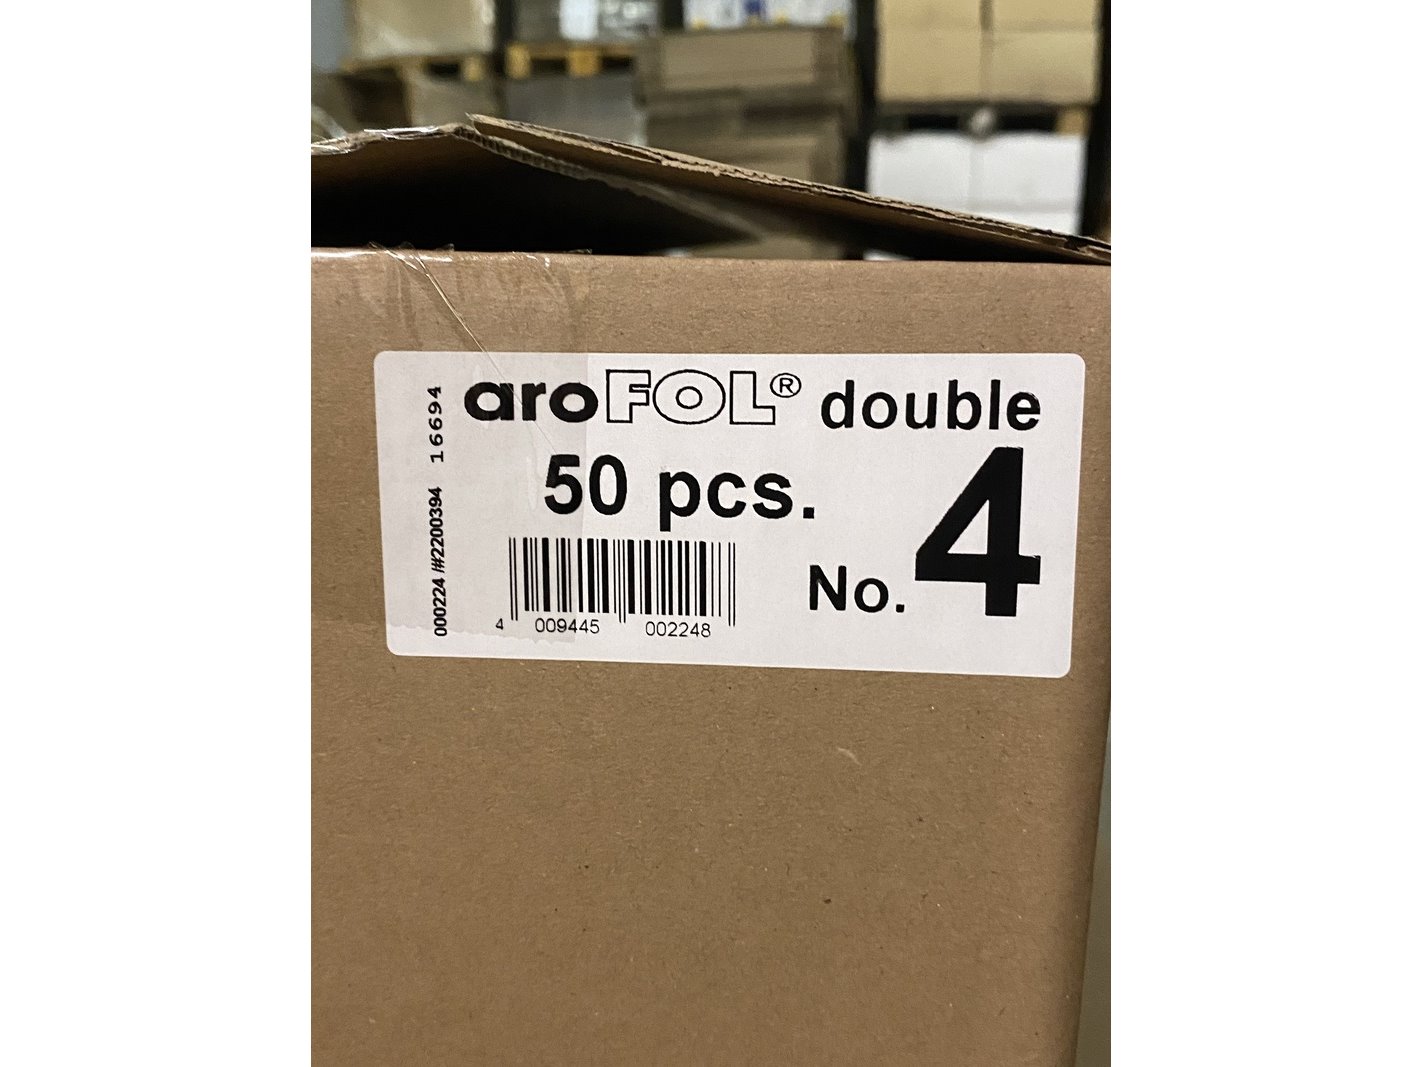 aroFOL® double
50 pcs.
No. 4
4 009445 002248
000224 /#2200394 16694